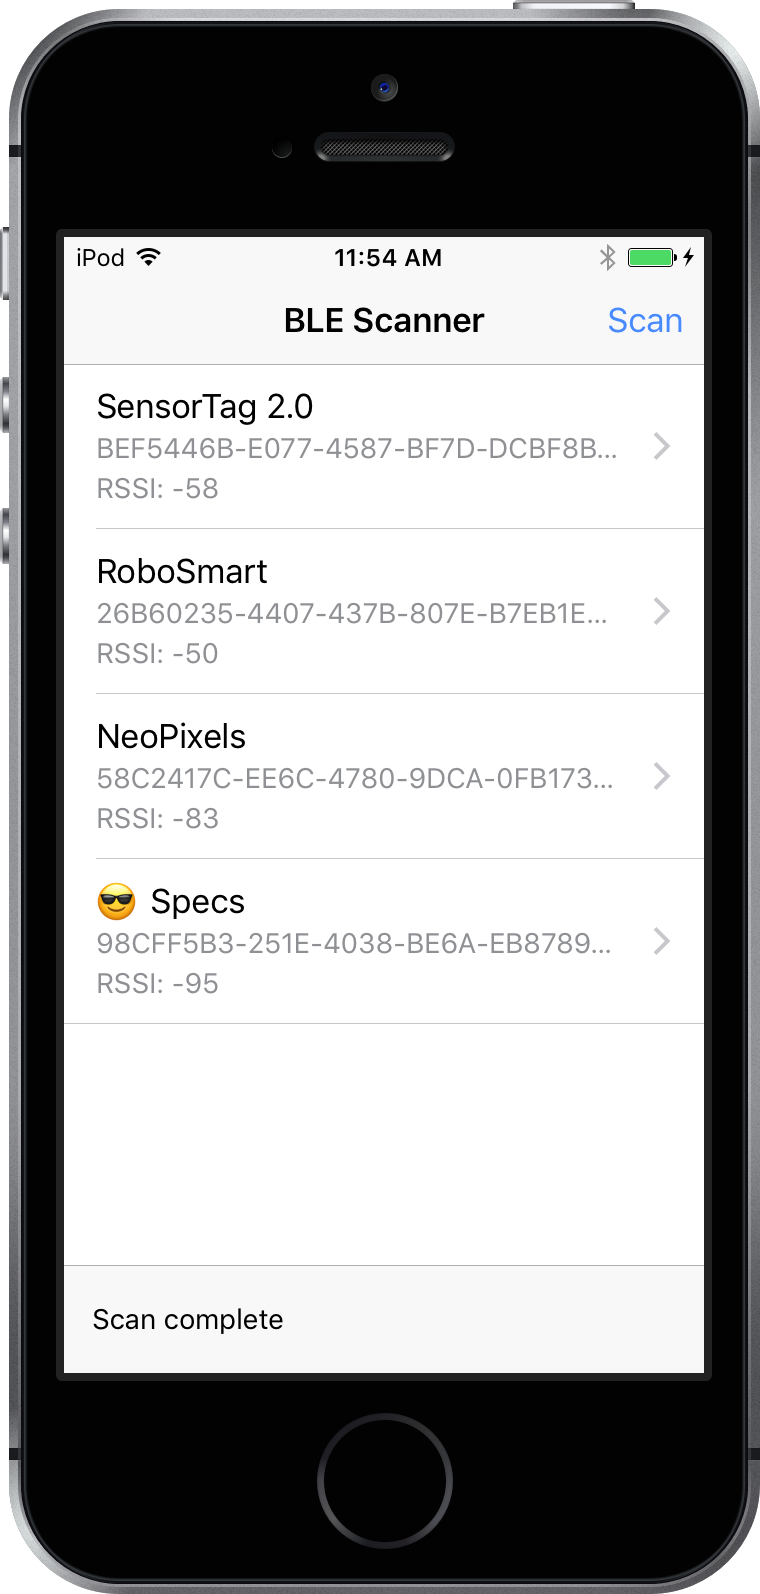 iPod 11:54 AM
BLE Scanner Scan
SensorTag 2.0
BEF5446B-E077-4587-BF7D-DCBF8B...
RSSI: -58
RoboSmart
26B60235-4407-437B-807E-B7EB1E...
RSSI: -50
NeoPixels
58C2417C-EE6C-4780-9DCA-0FB173...
RSSI: -83
😎 Specs
98CFF5B3-251E-4038-BE6A-EB8789...
RSSI: -95
Scan complete